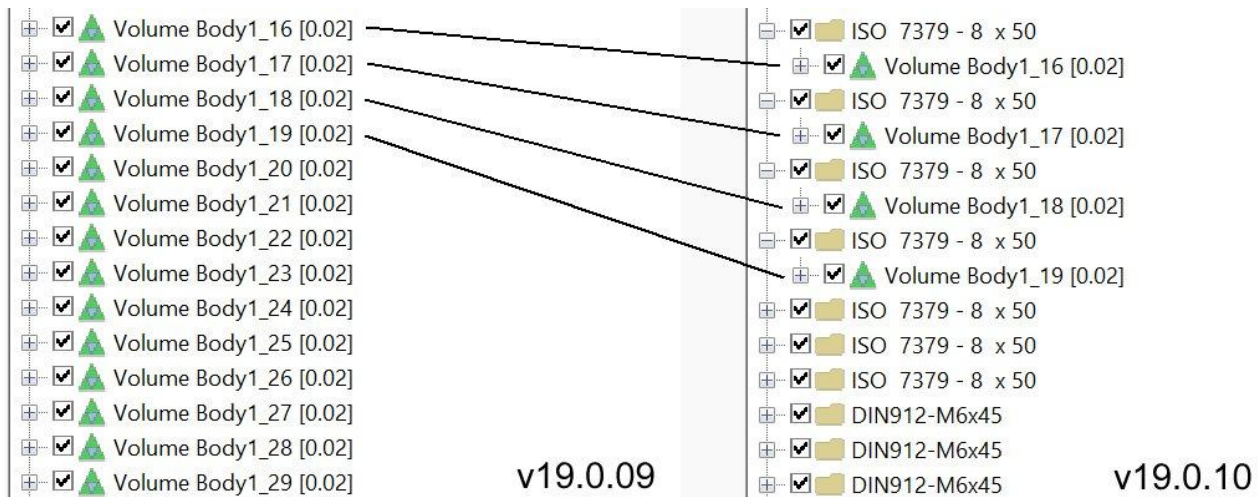 Volume Body1_16 [0.02]
Volume Body1_17 [0.02]
Volume Body1_18 [0.02]
Volume Body1_19 [0.02]
Volume Body1_20 [0.02]
Volume Body1_21 [0.02]
Volume Body1_22 [0.02]
Volume Body1_23 [0.02]
Volume Body1_24 [0.02]
Volume Body1_25 [0.02]
Volume Body1_26 [0.02]
Volume Body1_27 [0.02]
Volume Body1_28 [0.02]
Volume Body1_29 [0.02]
v19.0.09
ISO 7379 - 8 x 50
Volume Body1_16 [0.02]
ISO 7379 - 8 x 50
Volume Body1_17 [0.02]
ISO 7379 - 8 x 50
Volume Body1_18 [0.02]
ISO 7379 - 8 x 50
Volume Body1_19 [0.02]
ISO 7379 - 8 x 50
ISO 7379 - 8 x 50
ISO 7379 - 8 x 50
DIN912-M6x45
DIN912-M6x45
DIN912-M6x45
v19.0.10